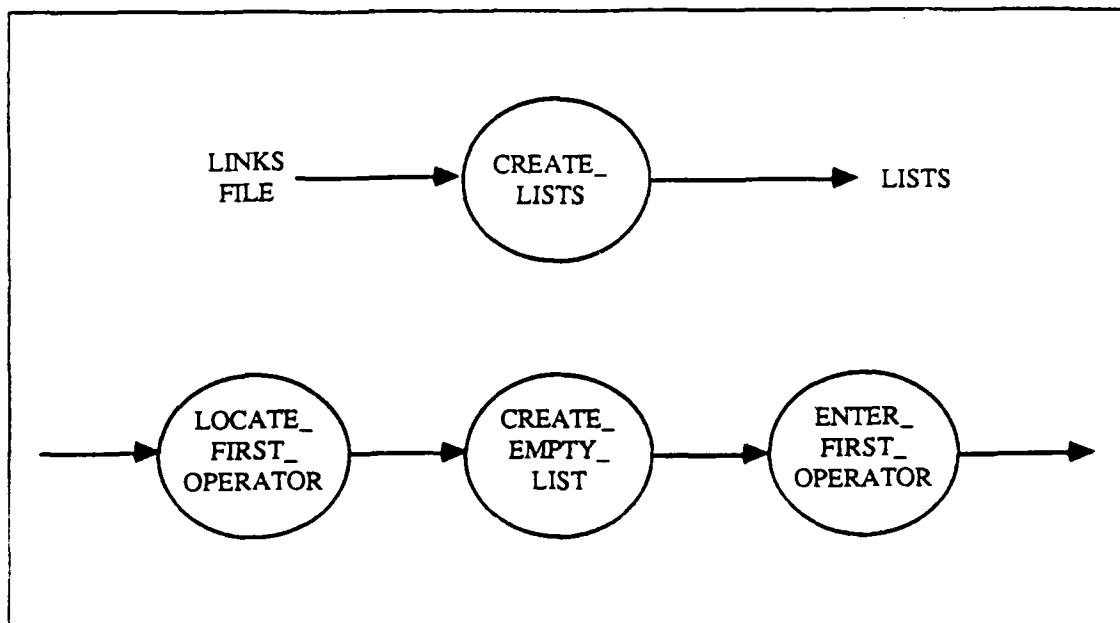 LINKS
FILE
CREATE_
LISTS
LISTS
LOCATE_
FIRST_
OPERATOR
CREATE_
EMPTY_
LIST
ENTER_
FIRST_
OPERATOR